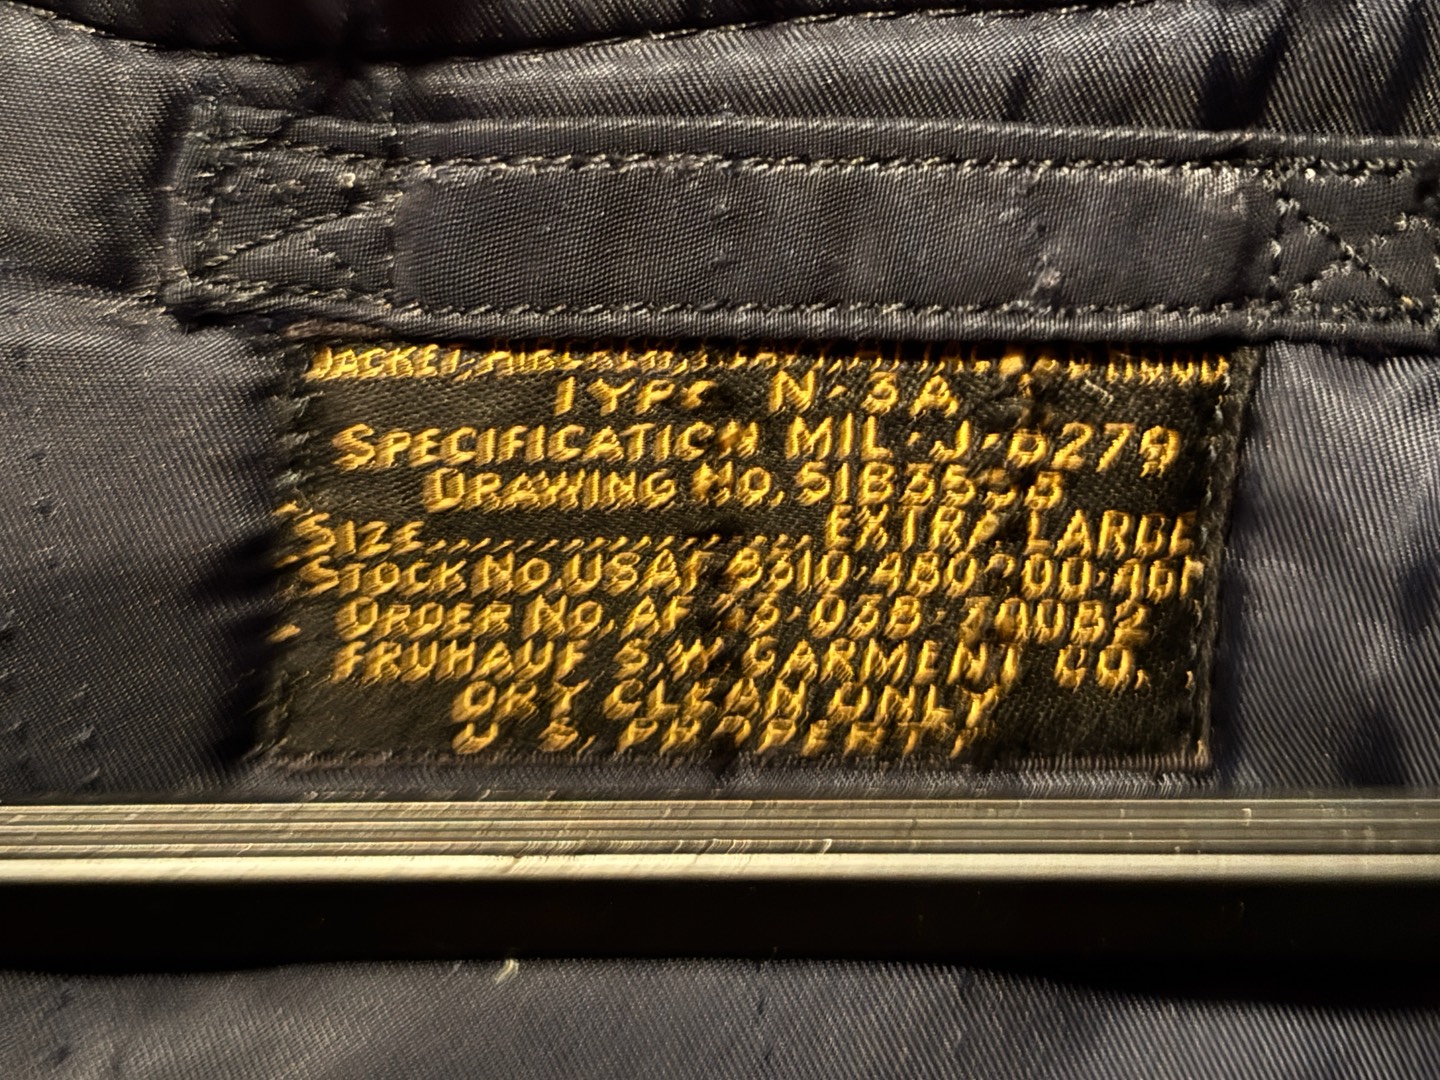 TYPE N-3A
SPECIFICATION MIL-J-6279
DRAWING NO. 51B3533
SIZE.................EXTRA LARGE
STOCK NO. USAF
ORDER NO. AF
FRUHAUF S.W. GARMENT CO.
DRY CLEAN ONLY
U. S. PROPERTY